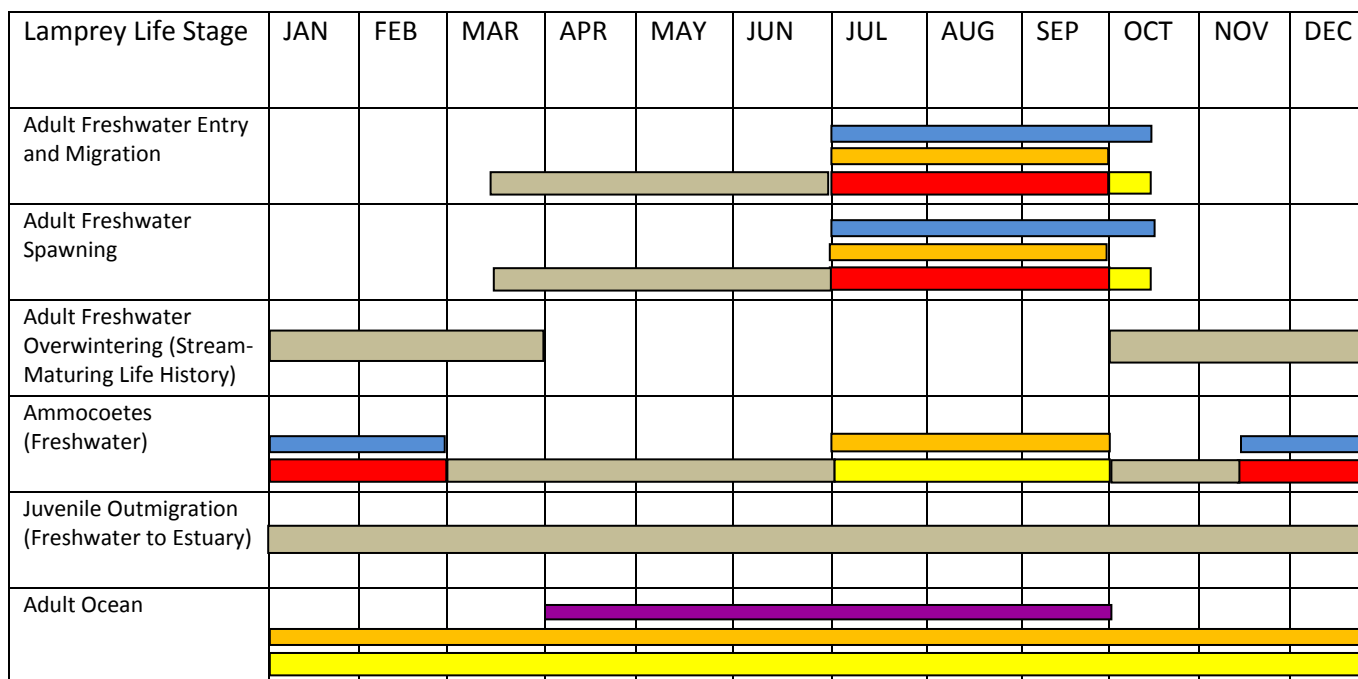 Lamprey Life Stage JAN FEB MAR APR MAY JUN JUL AUG SEP OCT NOV DEC
Adult Freshwater Entry
and Migration
Adult Freshwater
Spawning
Adult Freshwater
Overwintering (Stream-
Maturing Life History)
Ammocoetes
(Freshwater)
Juvenile Outmigration
(Freshwater to Estuary)
Adult Ocean